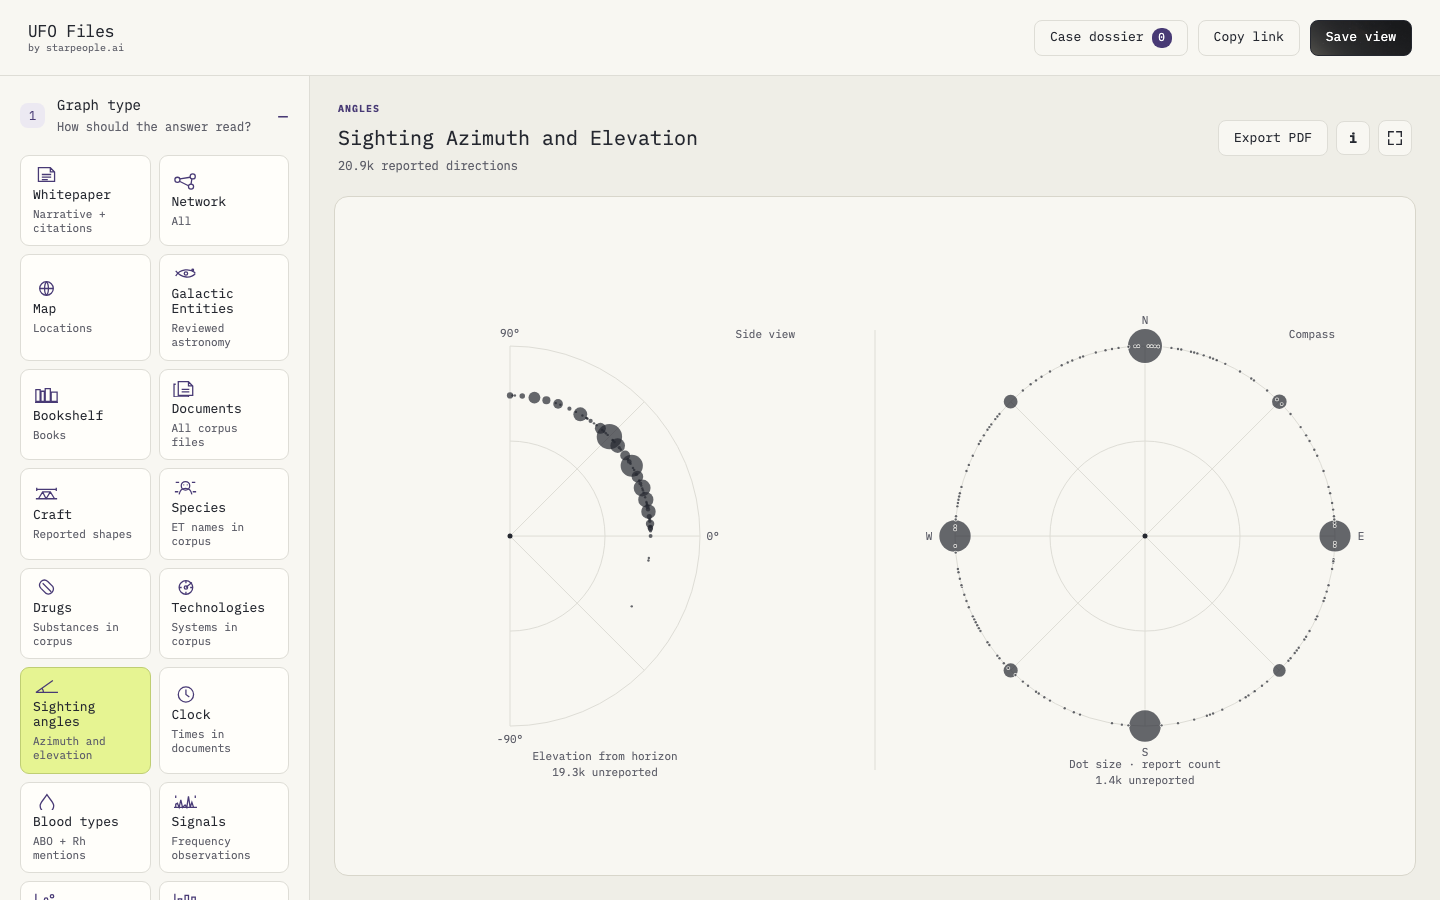 UFO Files
by starpeople.ai
Case dossier 0
Copy link
Save view
1
Graph type
How should the answer read?
−
Whitepaper
Narrative +
citations
Network
All
Map
Locations
Galactic
Entities
Reviewed
astronomy
Bookshelf
Books
Documents
All corpus
files
Craft
Reported shapes
Species
ET names in
corpus
Drugs
Substances in
corpus
Technologies
Systems in
corpus
Sighting
angles
Azimuth and
elevation
Clock
Times in
documents
Blood types
ABO + Rh
mentions
Signals
Frequency
observations
ANGLES
Sighting Azimuth and Elevation
20.9k reported directions
Export PDF
i
90°
Side view
0°
-90°
Elevation from horizon
19.3k unreported
N
Compass
W
E
S
Dot size · report count
1.4k unreported